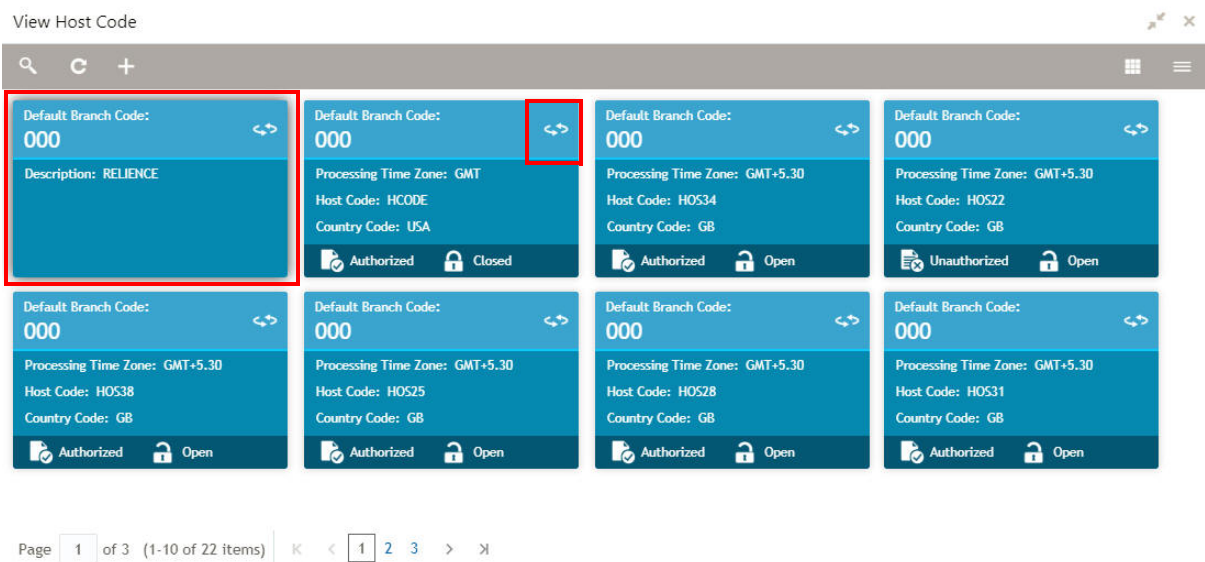 View Host Code
Default Branch Code:
000
Description: RELIENCE
Default Branch Code:
000
Processing Time Zone: GMT
Host Code: HCODE
Country Code: USA
Authorized Closed
Default Branch Code:
000
Processing Time Zone: GMT+5.30
Host Code: HOS34
Country Code: GB
Authorized Open
Default Branch Code:
000
Processing Time Zone: GMT+5.30
Host Code: HOS22
Country Code: GB
Unauthorized Open
Default Branch Code:
000
Processing Time Zone: GMT+5.30
Host Code: HOS38
Country Code: GB
Authorized Open
Default Branch Code:
000
Processing Time Zone: GMT+5.30
Host Code: HOS25
Country Code: GB
Authorized Open
Default Branch Code:
000
Processing Time Zone: GMT+5.30
Host Code: HOS28
Country Code: GB
Authorized Open
Default Branch Code:
000
Processing Time Zone: GMT+5.30
Host Code: HOS31
Country Code: GB
Authorized Open
Page 1 of 3 (1-10 of 22 items) 1 2 3